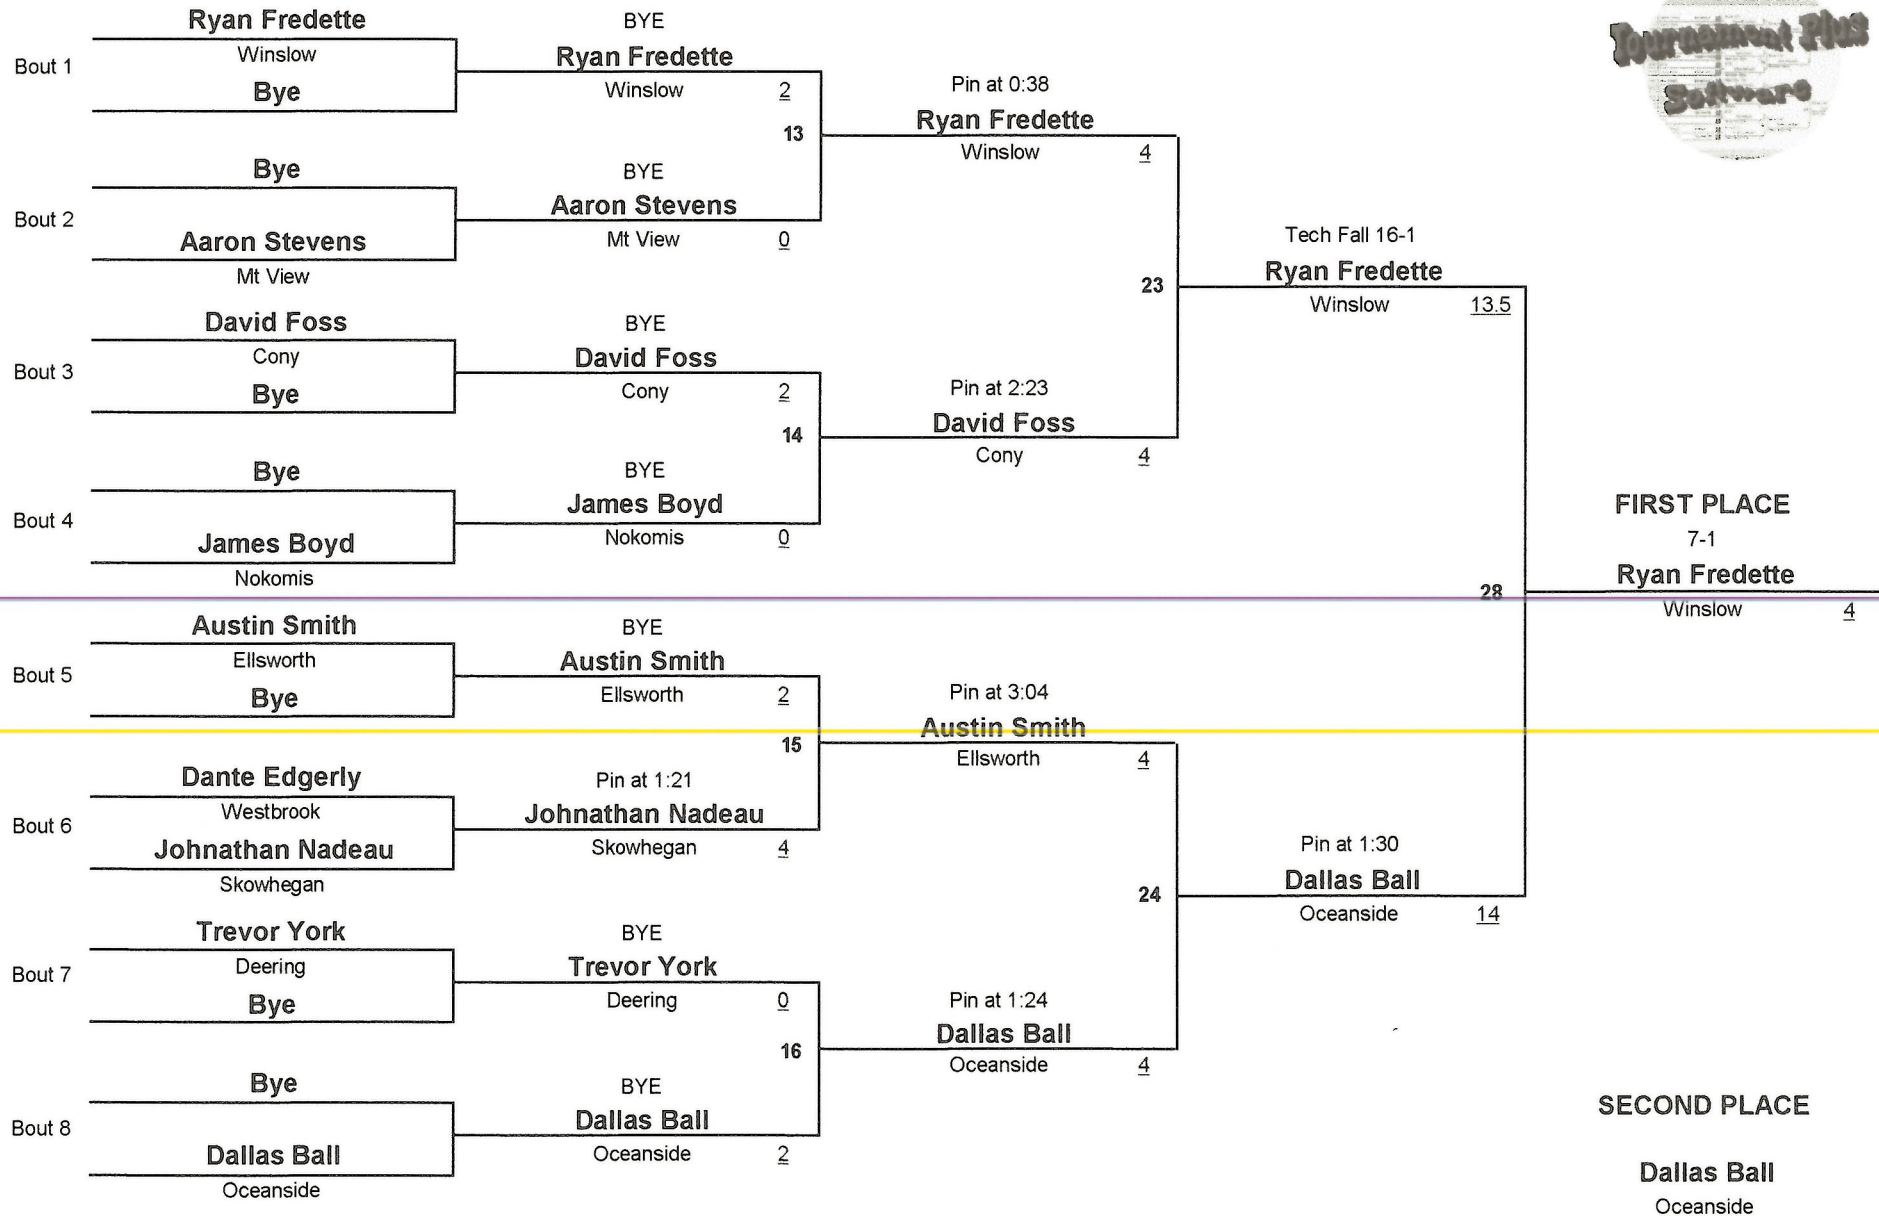 Tournament Plus
Software
Bout 1
Ryan Fredette
Winslow
Bye
BYE
Ryan Fredette
Winslow
2
Bout 2
Bye
Aaron Stevens
Mt View
BYE
Aaron Stevens
Mt View
0
13
Pin at 0:38
Ryan Fredette
Winslow
4
Bout 3
David Foss
Cony
Bye
BYE
David Foss
Cony
2
Bout 4
Bye
James Boyd
Nokomis
BYE
James Boyd
Nokomis
0
14
Pin at 2:23
David Foss
Cony
4
23
Tech Fall 16-1
Ryan Fredette
Winslow
13.5
Bout 5
Austin Smith
Ellsworth
Bye
BYE
Austin Smith
Ellsworth
2
Bout 6
Dante Edgerly
Westbrook
Johnathan Nadeau
Skowhegan
Pin at 1:21
Johnathan Nadeau
Skowhegan
4
15
Pin at 3:04
Austin Smith
Ellsworth
4
Bout 7
Trevor York
Deering
Bye
BYE
Trevor York
Deering
0
Bout 8
Bye
Dallas Ball
Oceanside
BYE
Dallas Ball
Oceanside
2
16
Pin at 1:24
Dallas Ball
Oceanside
4
24
Pin at 1:30
Dallas Ball
Oceanside
14
28
FIRST PLACE
7-1
Ryan Fredette
Winslow
4
SECOND PLACE
Dallas Ball
Oceanside